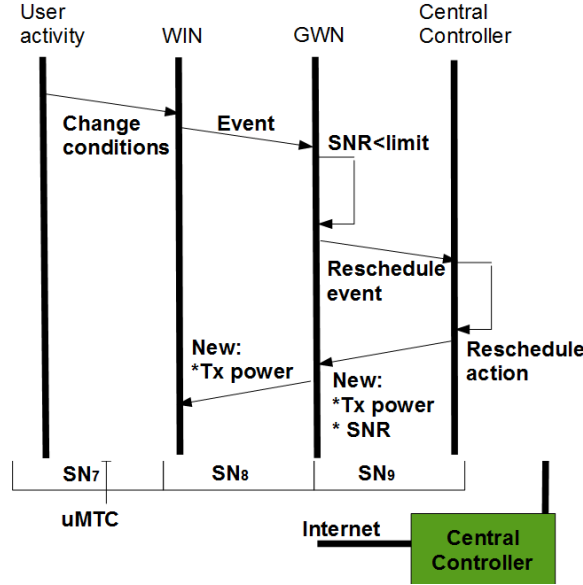 User
activity
WIN
GWN
Central
Controller
Change
conditions
Event
SNR<limit
Reschedule
event
Reschedule
action
New:
*Tx power
New:
*Tx power
* SNR
SN7
SN8
SN9
uMTC
Internet
Central
Controller